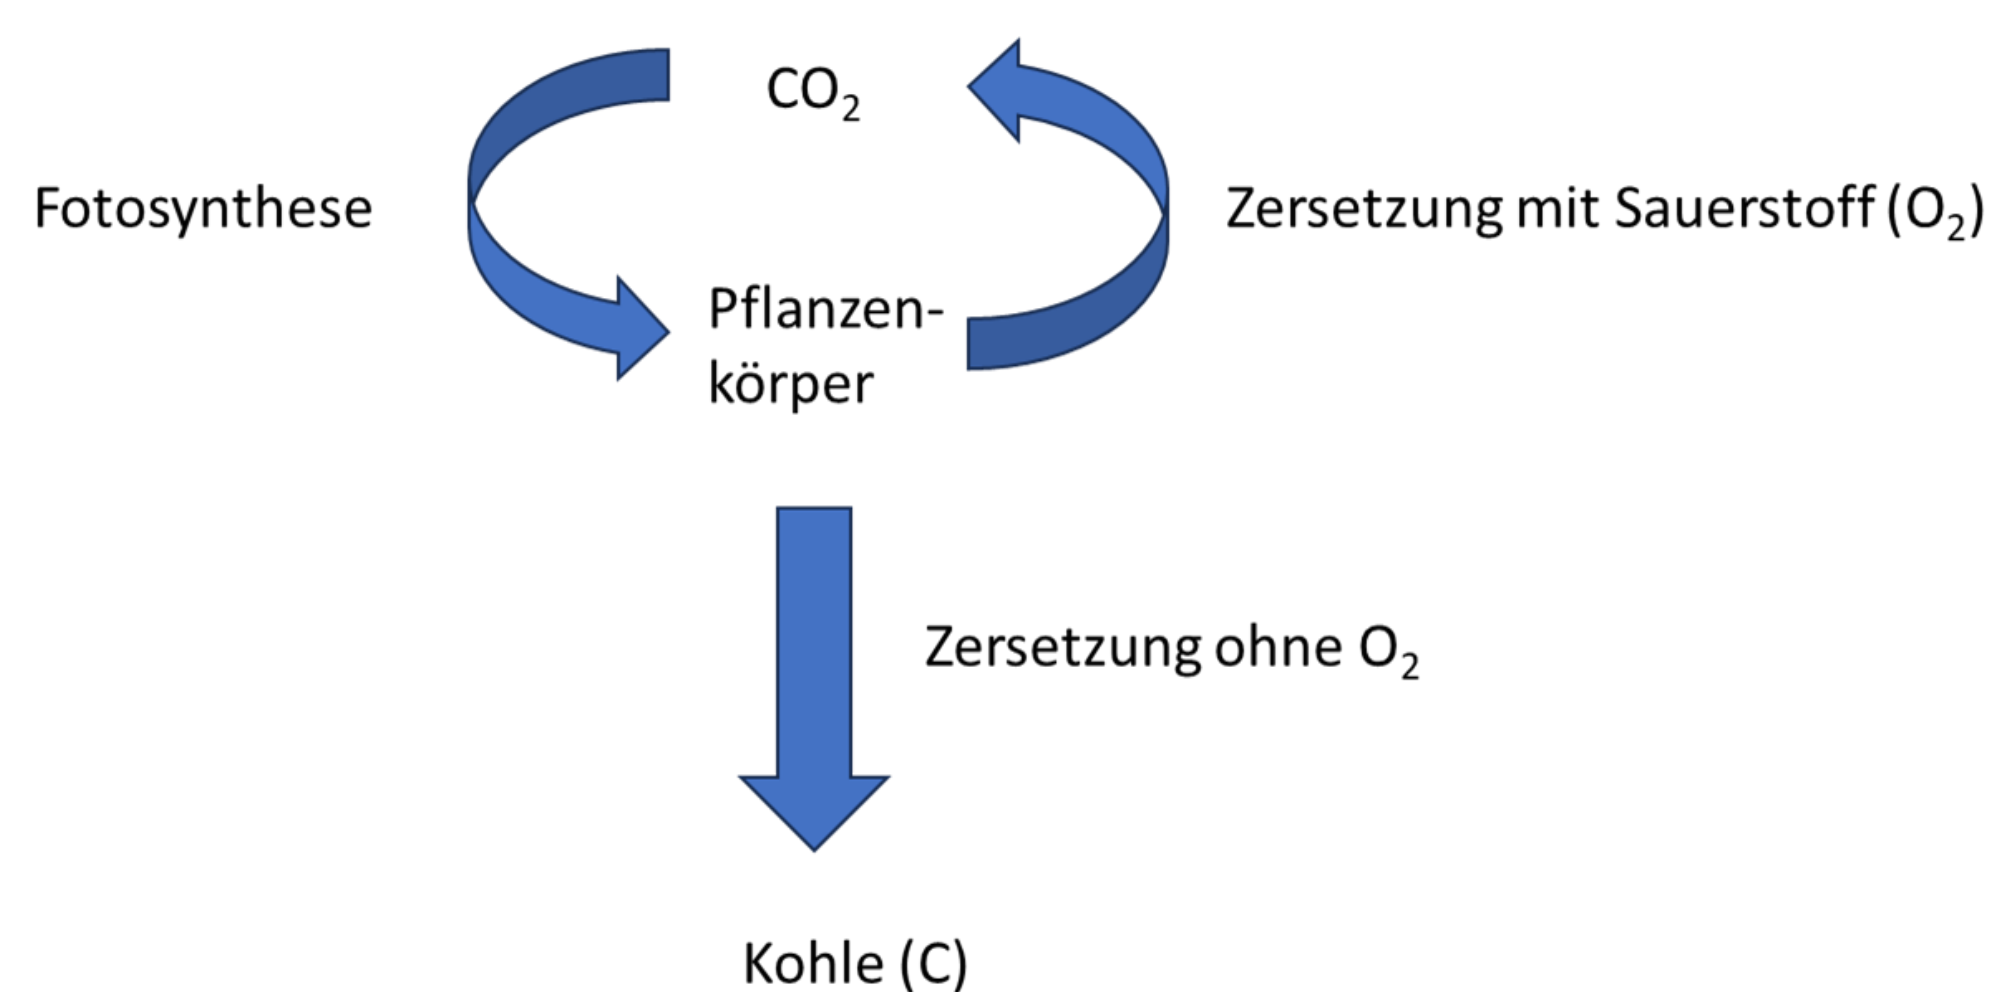 CO₂
Fotosynthese
Zersetzung mit Sauerstoff (O₂)
Pflanzen-
körper
Zersetzung ohne O₂
Kohle (C)